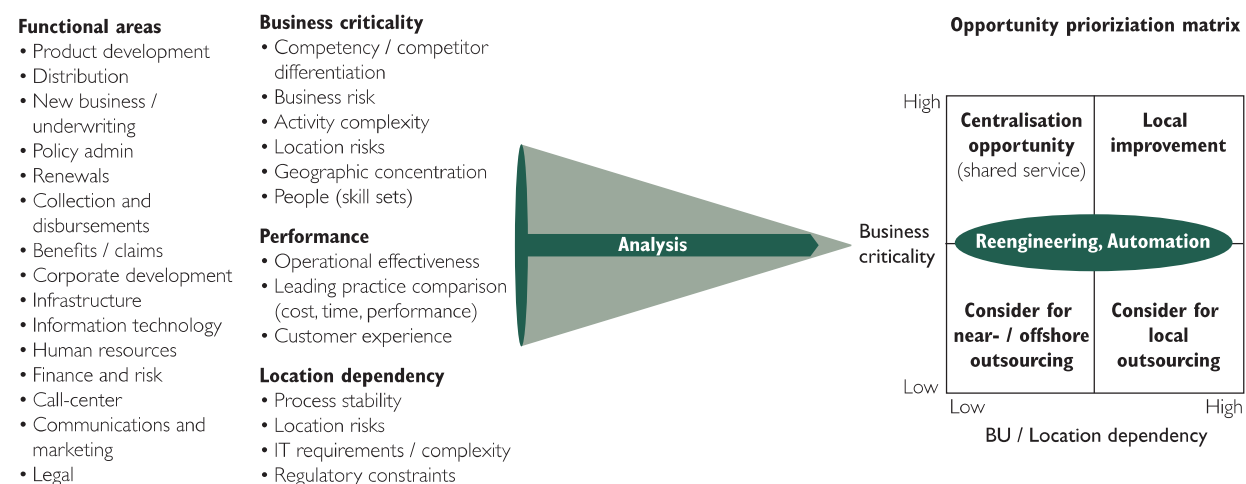 Functional areas
• Product development
• Distribution
• New business /
underwriting
• Policy admin
• Renewals
• Collection and
disbursements
• Benefits / claims
• Corporate development
• Infrastructure
• Information technology
• Human resources
• Finance and risk
• Call-center
• Communications and
marketing
• Legal
Business criticality
• Competency / competitor
differentiation
• Business risk
• Activity complexity
• Location risks
• Geographic concentration
• People (skill sets)
Performance
• Operational effectiveness
• Leading practice comparison
(cost, time, performance)
• Customer experience
Location dependency
• Process stability
• Location risks
• IT requirements / complexity
• Regulatory constraints
Analysis
Opportunity prioriziation matrix
Business
criticality
High
Low
Centralisation
opportunity
(shared service)
Local
improvement
Reengineering, Automation
Consider for
near- / offshore
outsourcing
Consider for
local
outsourcing
Low
High
BU / Location dependency